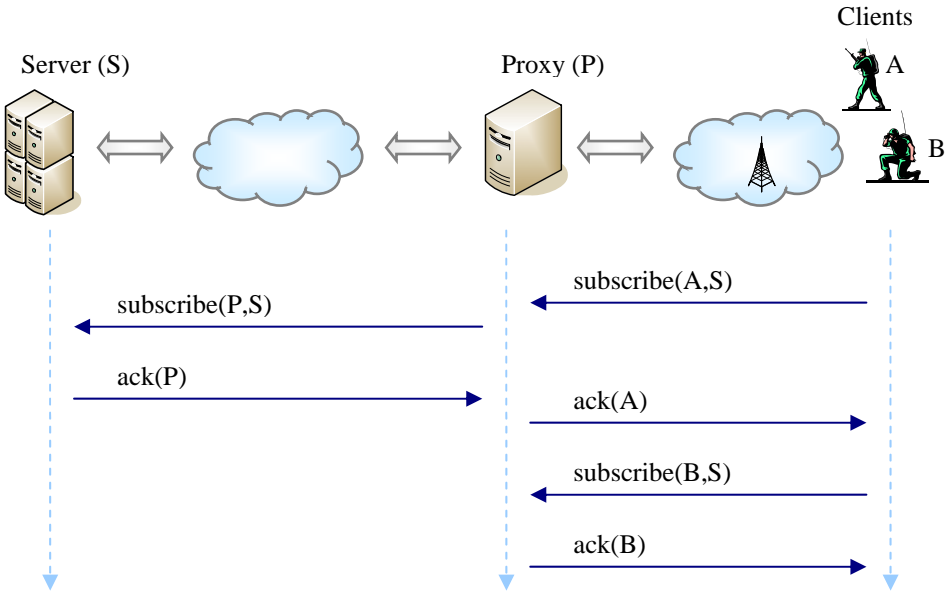 Clients
Server (S)
Proxy (P)
A
B
subscribe(A,S)
subscribe(P,S)
ack(P)
ack(A)
subscribe(B,S)
ack(B)